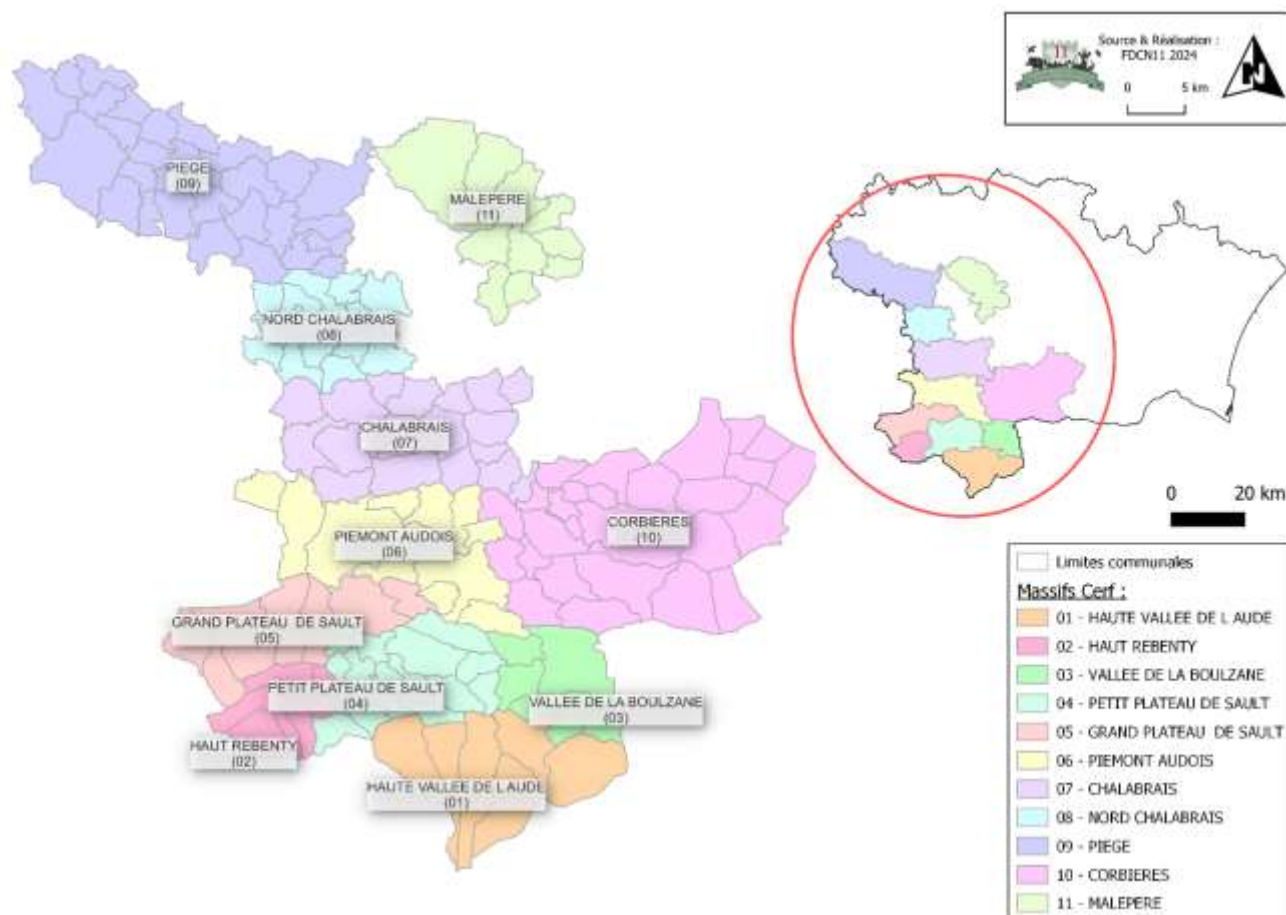 Source & Réalisation :
FDCN11 2024
11
0 5 km
N
PIEGE
(09)
MALEPERE
(11)
NORD CHALABRAIS
(08)
CHALABRAIS
(07)
CORBIERES
(10)
PIEMONT AUDOIS
(06)
GRAND PLATEAU DE SAULT
(05)
PETIT PLATEAU DE SAULT
(04)
VALLEE DE LA BOULZANE
(03)
HAUT REBENTY
(02)
HAUTE VALLEE DE L AUDE
(01)
0 20 km
Limites communales
Massifs Cerf :
01 - HAUTE VALLEE DE L AUDE
02 - HAUT REBENTY
03 - VALLEE DE LA BOULZANE
04 - PETIT PLATEAU DE SAULT
05 - GRAND PLATEAU DE SAULT
06 - PIEMONT AUDOIS
07 - CHALABRAIS
08 - NORD CHALABRAIS
09 - PIEGE
10 - CORBIERES
11 - MALEPERE